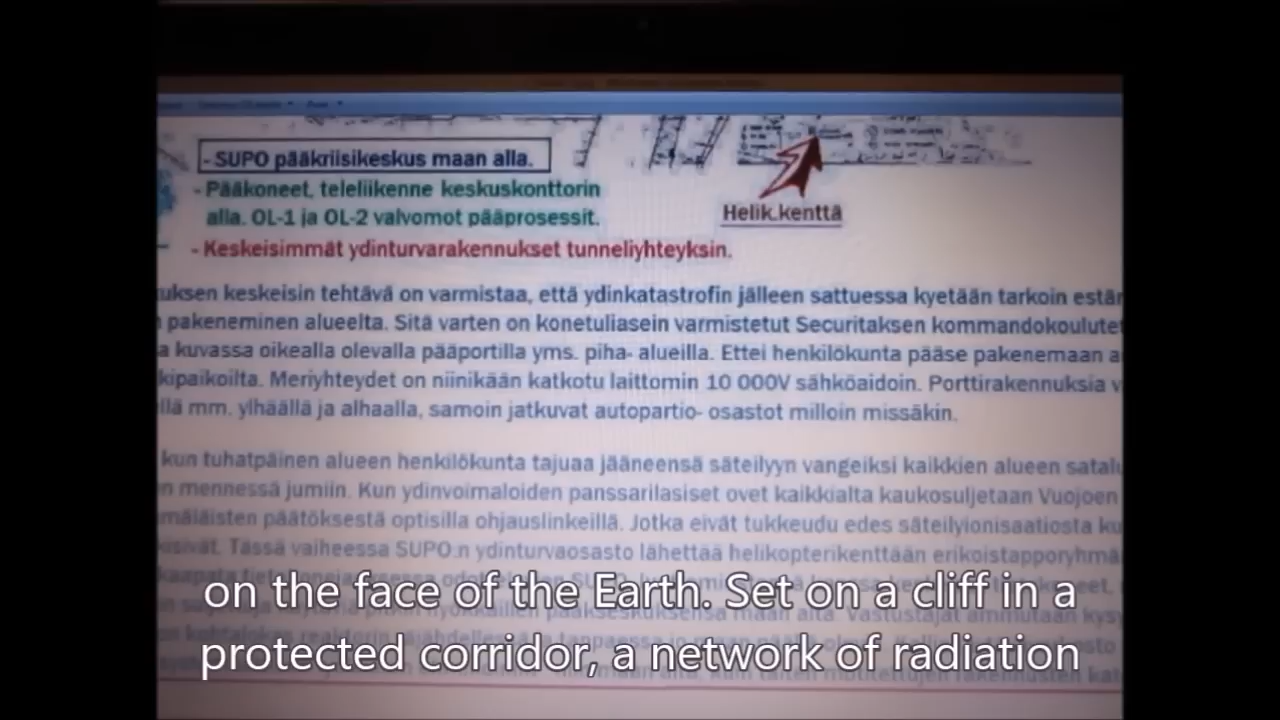 - SUPO pääkriisikeskus maan alla.
- Pääkoneet, teleliikenne keskuskonttorin
alla. OL-1 ja OL-2 valvomot pääprosessit.
Helik.kenttä
- Keskeisimmät ydinturvarakennukset tunneliyhteyksin.
uksen keskeisin tehtävä on varmistaa, että ydinkatastrofin jälleen sattuessa kyetään tarkoin estän
pakeneminen alueelta. Sitä varten on konetuliasein varmistetut Securitaksen kommandokoulutet
a kuvassa oikealla olevalla pääportilla yms. piha- alueilla. Ettei henkilökunta pääse pakenemaan a
kipaikoilta. Meriyhteydet on niinikään katkotu laittomin 10 000V sähköaidoin. Porttirakennuksia v
llä mm. ylhäällä ja alhaalla, samoin jatkuvat autopartio- osastot milloin missäkin.
kun tuhatpäinen alueen henkilökunta tajuaa jääneensä säteilyyn vangeiksi kaikkien alueen satalu
n mennessä jumiin. Kun ydinvoimaloiden panssarilasiset ovet kaikkialta kaukosuljetaan Vuojoen
mäläisten päätöksestä optisilla ohjauslinkeillä. Jotka eivät tukkeudu edes säteilyionisaatiosta ku
Tässä vaiheessa SUPO:n ydinturvaosasto lähettää helikopterikenttään erikoistapporyhmä
on the face of the Earth. Set on a cliff in a
protected corridor, a network of radiation